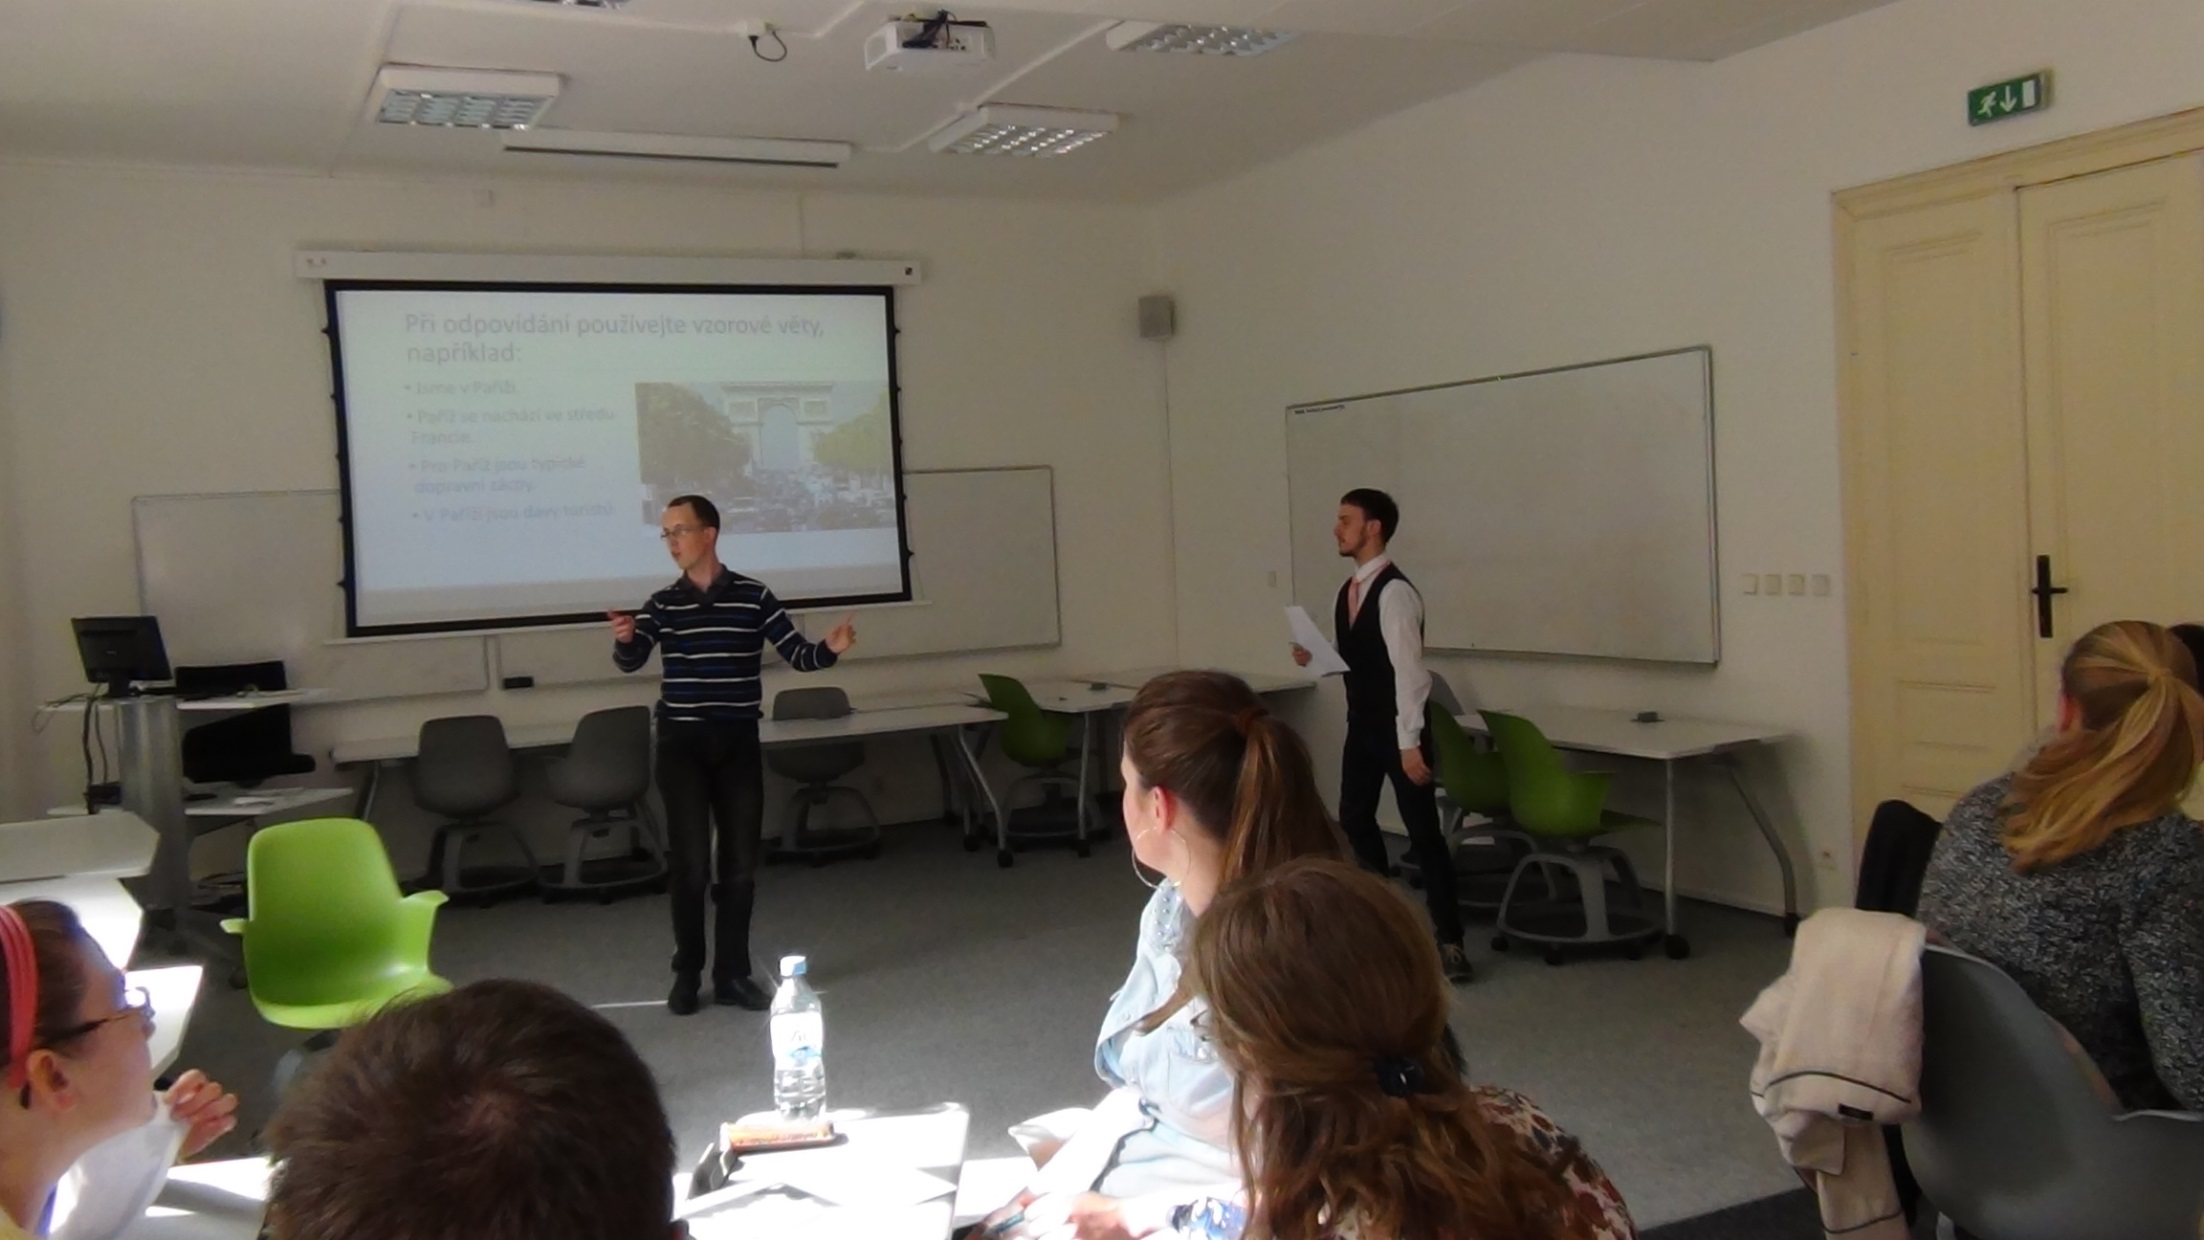 Při odpovídání používejte vzorové věty,
například:
• Jsme v Paříži
• Paříž se nachází ve středu
Francie.
• Pro Paříž jsou typické
dopravní zácpy.
• V Paříži jsou davy turistů.